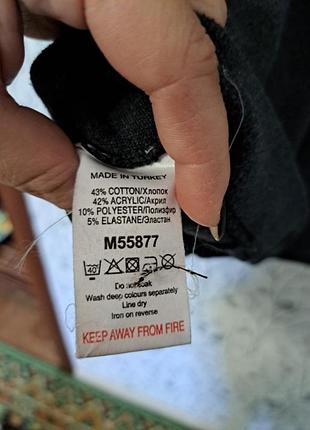 MADE IN TURKEY
43% COTTON/Хлопок
42% ACRYLIC/Акрил
10% POLYESTER/Полиэфир
5% ELASTANE/Эластан
M55877
40
Do not soak
Wash deep colours separately
Line dry
Iron on reverse
KEEP AWAY FROM FIRE